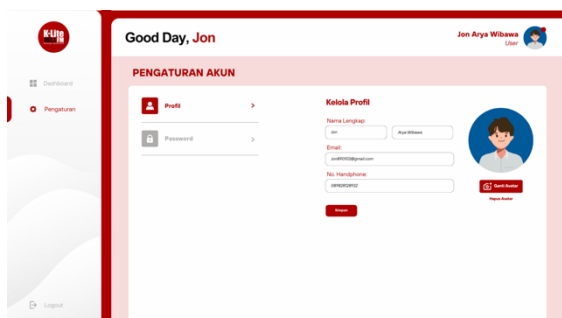 K-Lite
FM
Good Day, Jon
Jon Arya Wibawa
User
Dashboard
Pengaturan
Logout
PENGATURAN AKUN
Profil
Password
Kelola Profil
Nama Lengkap:
Jon
Arya Wibawa
Email:
No. Handphone:
Simpan
Ganti Avatar
Hapus Avatar